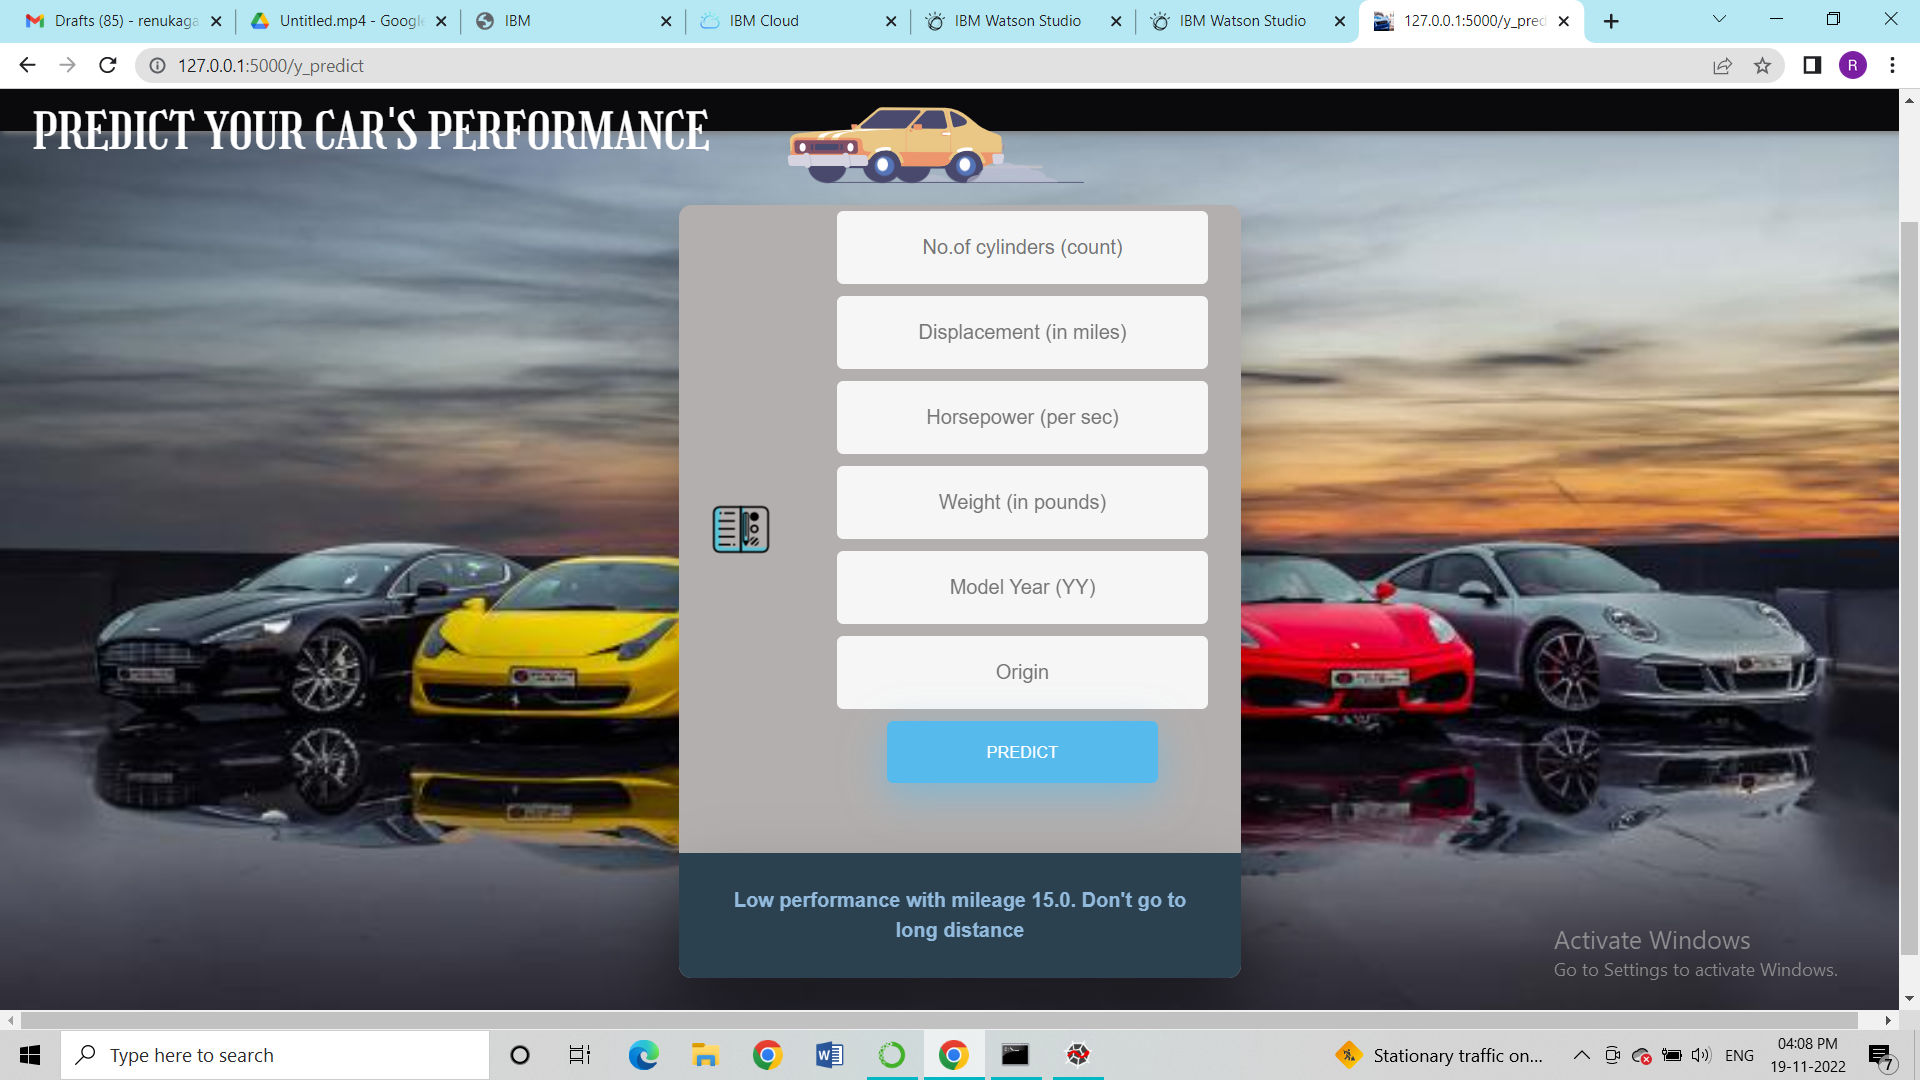 Drafts (85) - renukaga
Untitled.mp4 - Google
IBM
IBM Cloud
IBM Watson Studio
IBM Watson Studio
127.0.0.1:5000/y_pred
127.0.0.1:5000/y_predict
R
PREDICT YOUR CAR'S PERFORMANCE
No.of cylinders (count)
Displacement (in miles)
Horsepower (per sec)
Weight (in pounds)
Model Year (YY)
Origin
PREDICT
Low performance with mileage 15.0. Don't go to
long distance
Activate Windows
Go to Settings to activate Windows.
Type here to search
Stationary traffic on...
ENG
04:08 PM
19-11-2022
7